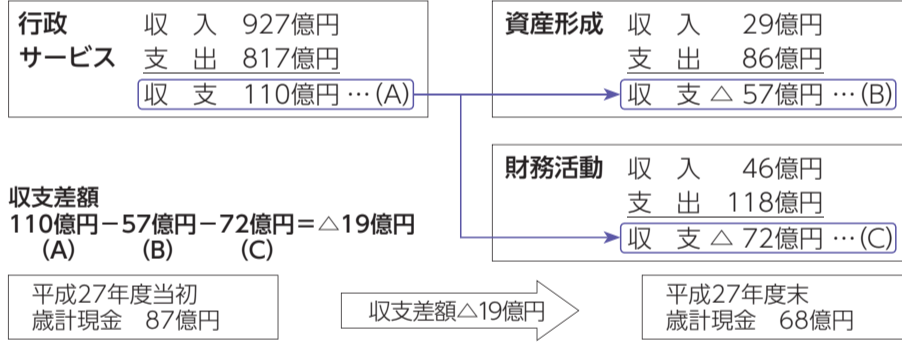 行政 収 入 927億円
サービス 支 出 817億円
収 支 110億円…(A)
資産形成 収 入 29億円
支 出 86億円
収 支 △ 57億円…(B)
財務活動 収 入 46億円
支 出 118億円
収 支 △ 72億円…(C)
収支差額
110億円−57億円−72億円=△19億円
(A) (B) (C)
平成27年度当初
歳計現金 87億円
収支差額△19億円
平成27年度末
歳計現金 68億円